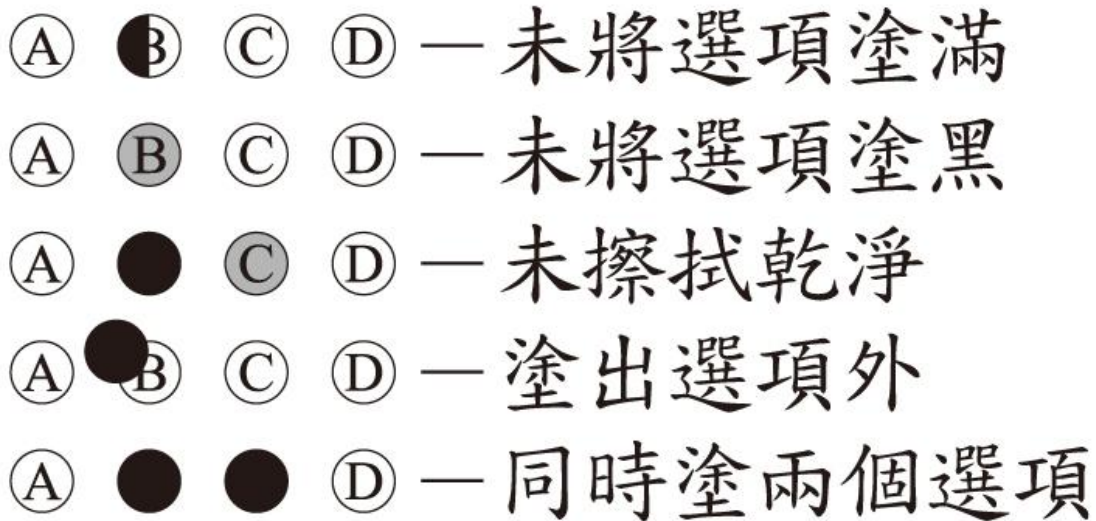 Ⓐ Ⓑ Ⓒ Ⓓ — 未將選項塗滿
Ⓐ Ⓑ Ⓒ Ⓓ — 未將選項塗黑
Ⓐ ● Ⓒ Ⓓ — 未擦拭乾淨
Ⓐ Ⓑ Ⓒ Ⓓ — 塗出選項外
Ⓐ ● ● Ⓓ — 同時塗兩個選項